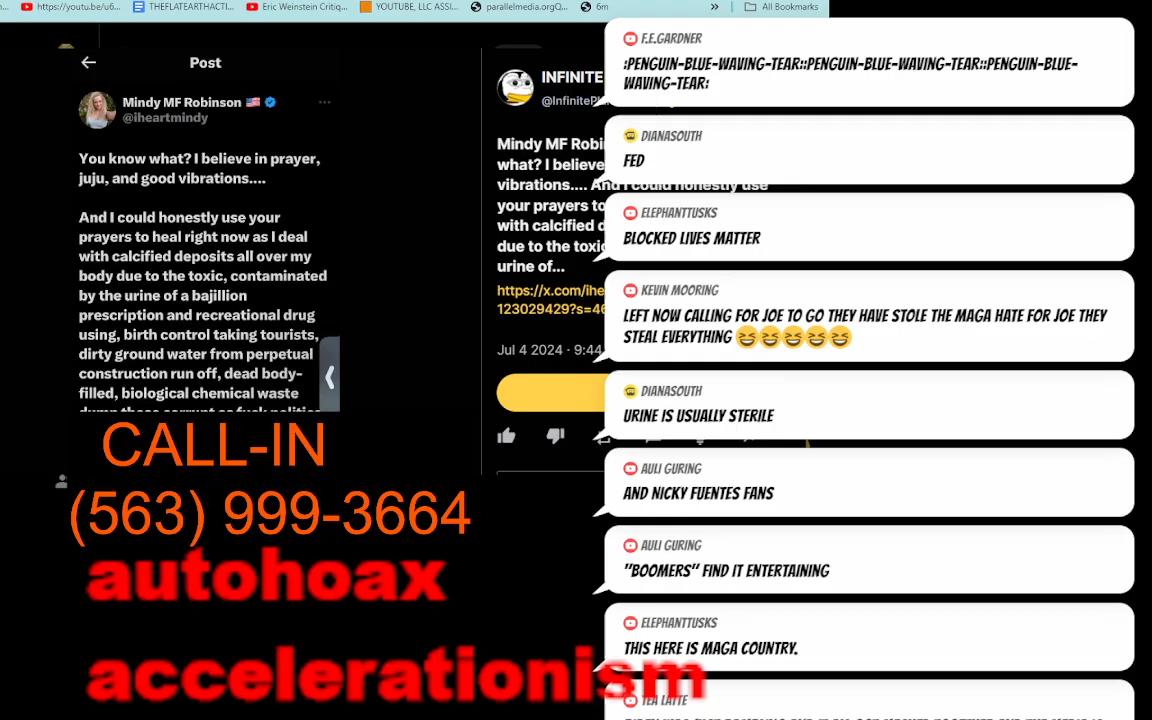 https://youtu.be/u6...
THEFLATEARTHACTI...
Eric Weinstein Critiq...
YOUTUBE, LLC ASSI...
parallelmedia.orgQ...
6m
»
All Bookmarks
Post
Mindy MF Robinson
@iheartmindy
You know what? I believe in prayer,
juju, and good vibrations....
And I could honestly use your
prayers to heal right now as I deal
with calcified deposits all over my
body due to the toxic, contaminated
by the urine of a bajillion
prescription and recreational drug
using, birth control taking tourists,
dirty ground water from perpetual
construction run off, dead body-
filled, biological chemical waste
dump these corrupt as fuck politi
CALL-IN
(563) 999-3664
autohoax
accelerationism
INFINITE
@InfinitePl
Mindy MF Robi
what? I believe
vibrations.... And I could honestly use
your prayers to
with calcified d
due to the toxic
urine of...
https://x.com/ihe
123029429?s=46
Jul 4 2024 · 9:44
F.E.GARDNER
:PENGUIN-BLUE-WAVING-TEAR::PENGUIN-BLUE-WAVING-TEAR::PENGUIN-BLUE-
WAVING-TEAR:
DIANASOUTH
FED
ELEPHANTTUSKS
BLOCKED LIVES MATTER
KEVIN MOORING
LEFT NOW CALLING FOR JOE TO GO THEY HAVE STOLE THE MAGA HATE FOR JOE THEY
STEAL EVERYTHING 😆😆😆😆😆
DIANASOUTH
URINE IS USUALLY STERILE
AULI GURING
AND NICKY FUENTES FANS
AULI GURING
"BOOMERS" FIND IT ENTERTAINING
ELEPHANTTUSKS
THIS HERE IS MAGA COUNTRY.
TEA LATTE